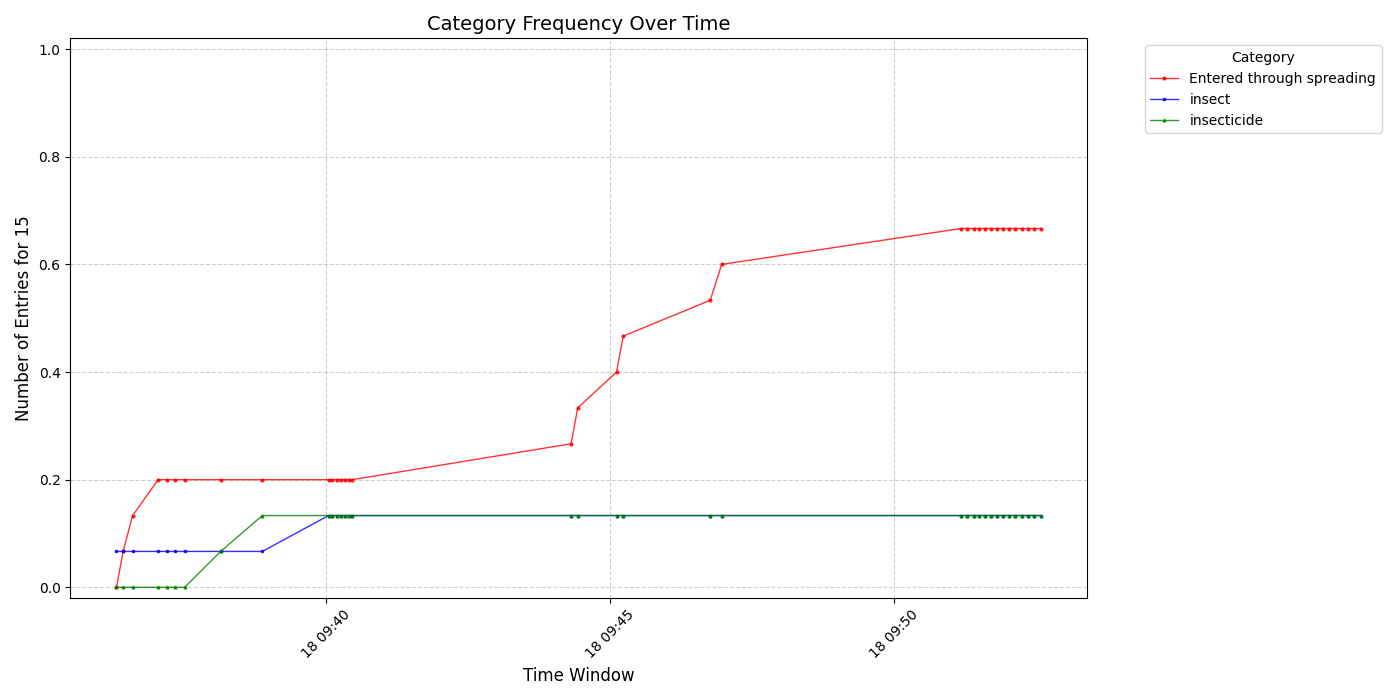 Category Frequency Over Time
Category
Entered through spreading
insect
insecticide
Number of Entries for 15
1.0
0.8
0.6
0.4
0.2
0.0
18 09:40
18 09:45
18 09:50
Time Window